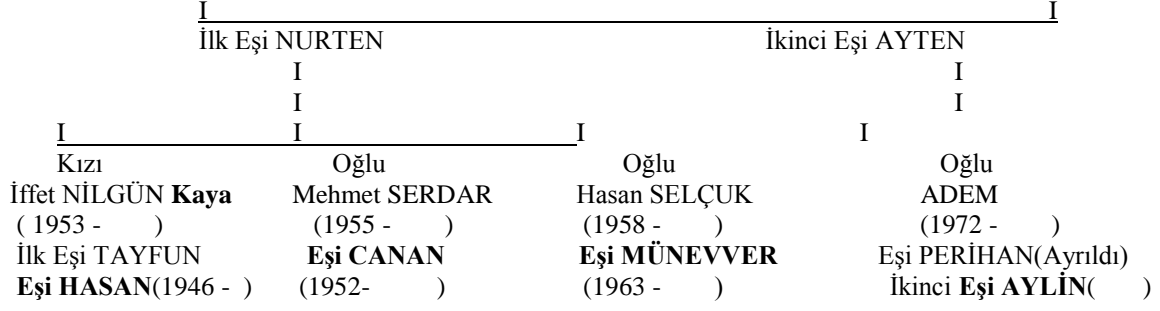 I I
İlk Eşi NURTEN İkinci Eşi AYTEN
I I
I I
I I I I
Kızı Oğlu Oğlu Oğlu
İffet NİLGÜN Kaya Mehmet SERDAR Hasan SELÇUK ADEM
( 1953 - ) (1955 - ) (1958 - ) (1972 - )
İlk Eşi TAYFUN Eşi CANAN Eşi MÜNEVVER Eşi PERİHAN(Ayrıldı)
Eşi HASAN(1946 - ) (1952- ) (1963 - ) İkinci Eşi AYLİN( )